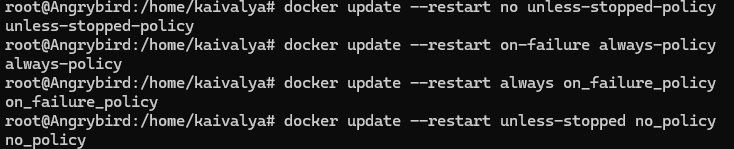 root@Angrybird:/home/kaivalya# docker update --restart no unless-stopped-policy
unless-stopped-policy
root@Angrybird:/home/kaivalya# docker update --restart on-failure always-policy
always-policy
root@Angrybird:/home/kaivalya# docker update --restart always on_failure_policy
on_failure_policy
root@Angrybird:/home/kaivalya# docker update --restart unless-stopped no_policy
no_policy